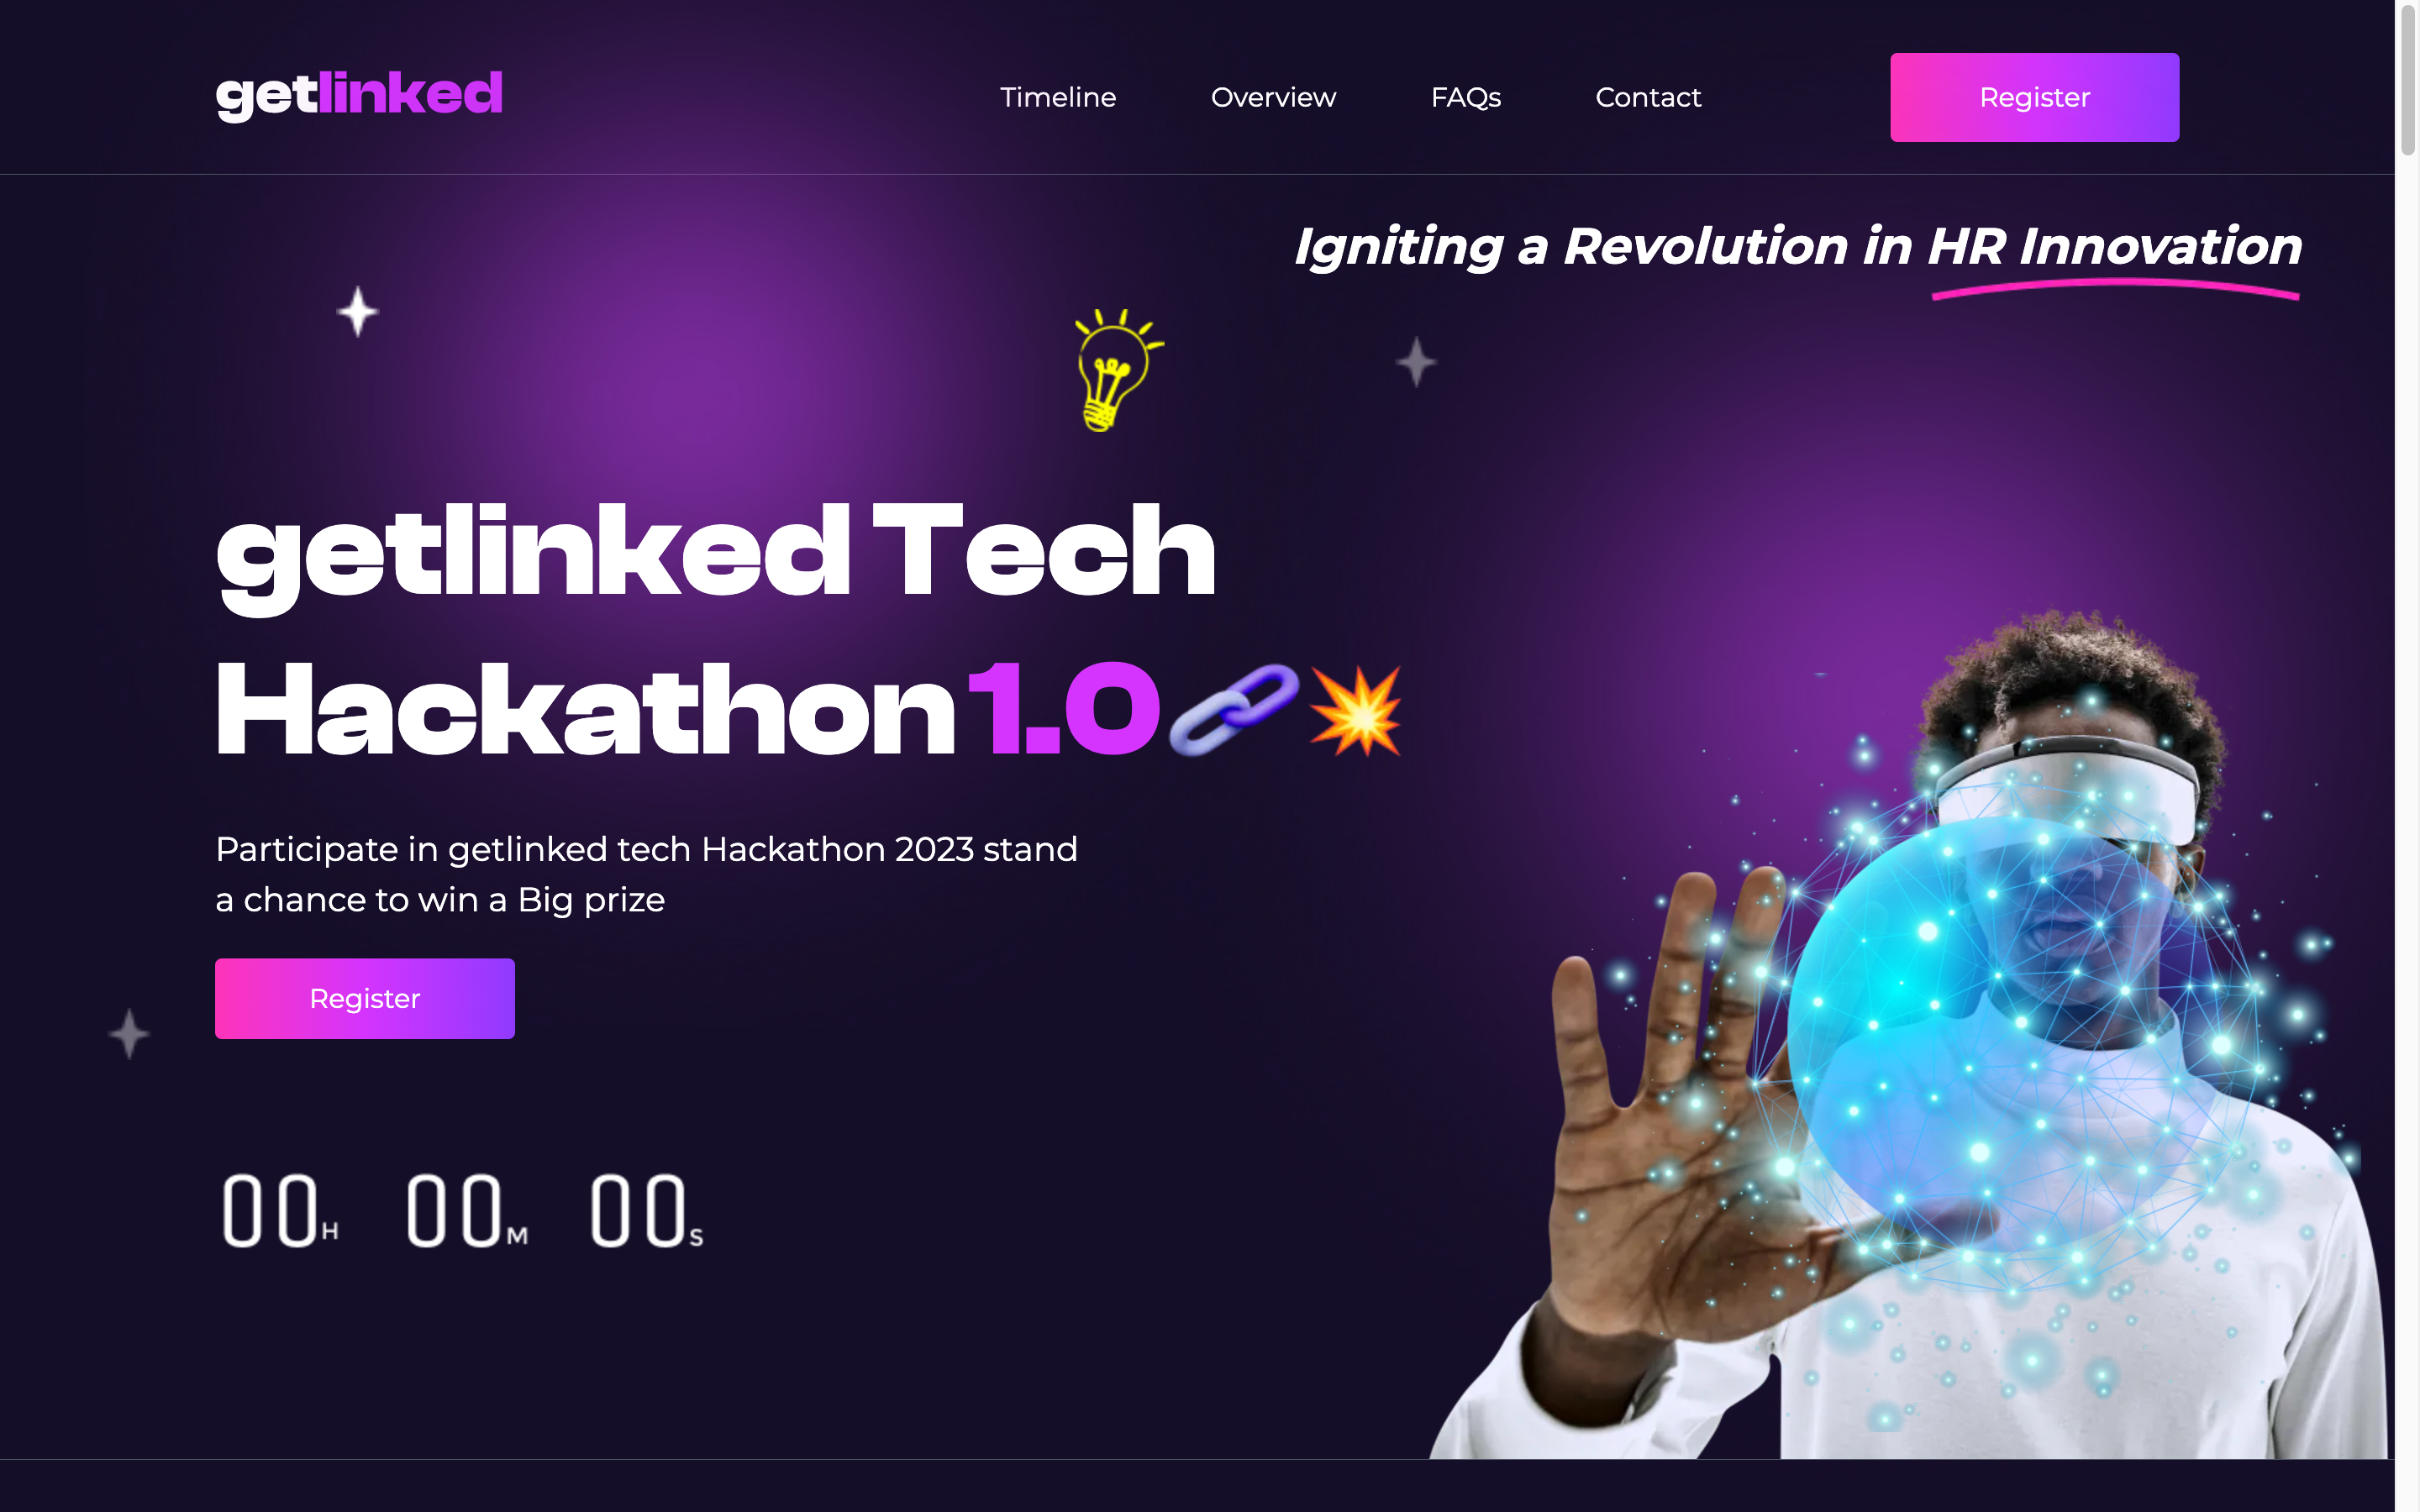 getlinked
Timeline
Overview
FAQs
Contact
Register
Igniting a Revolution in HR Innovation
getlinked Tech
Hackathon 1.0
Participate in getlinked tech Hackathon 2023 stand
a chance to win a Big prize
Register
00H 00M 00S